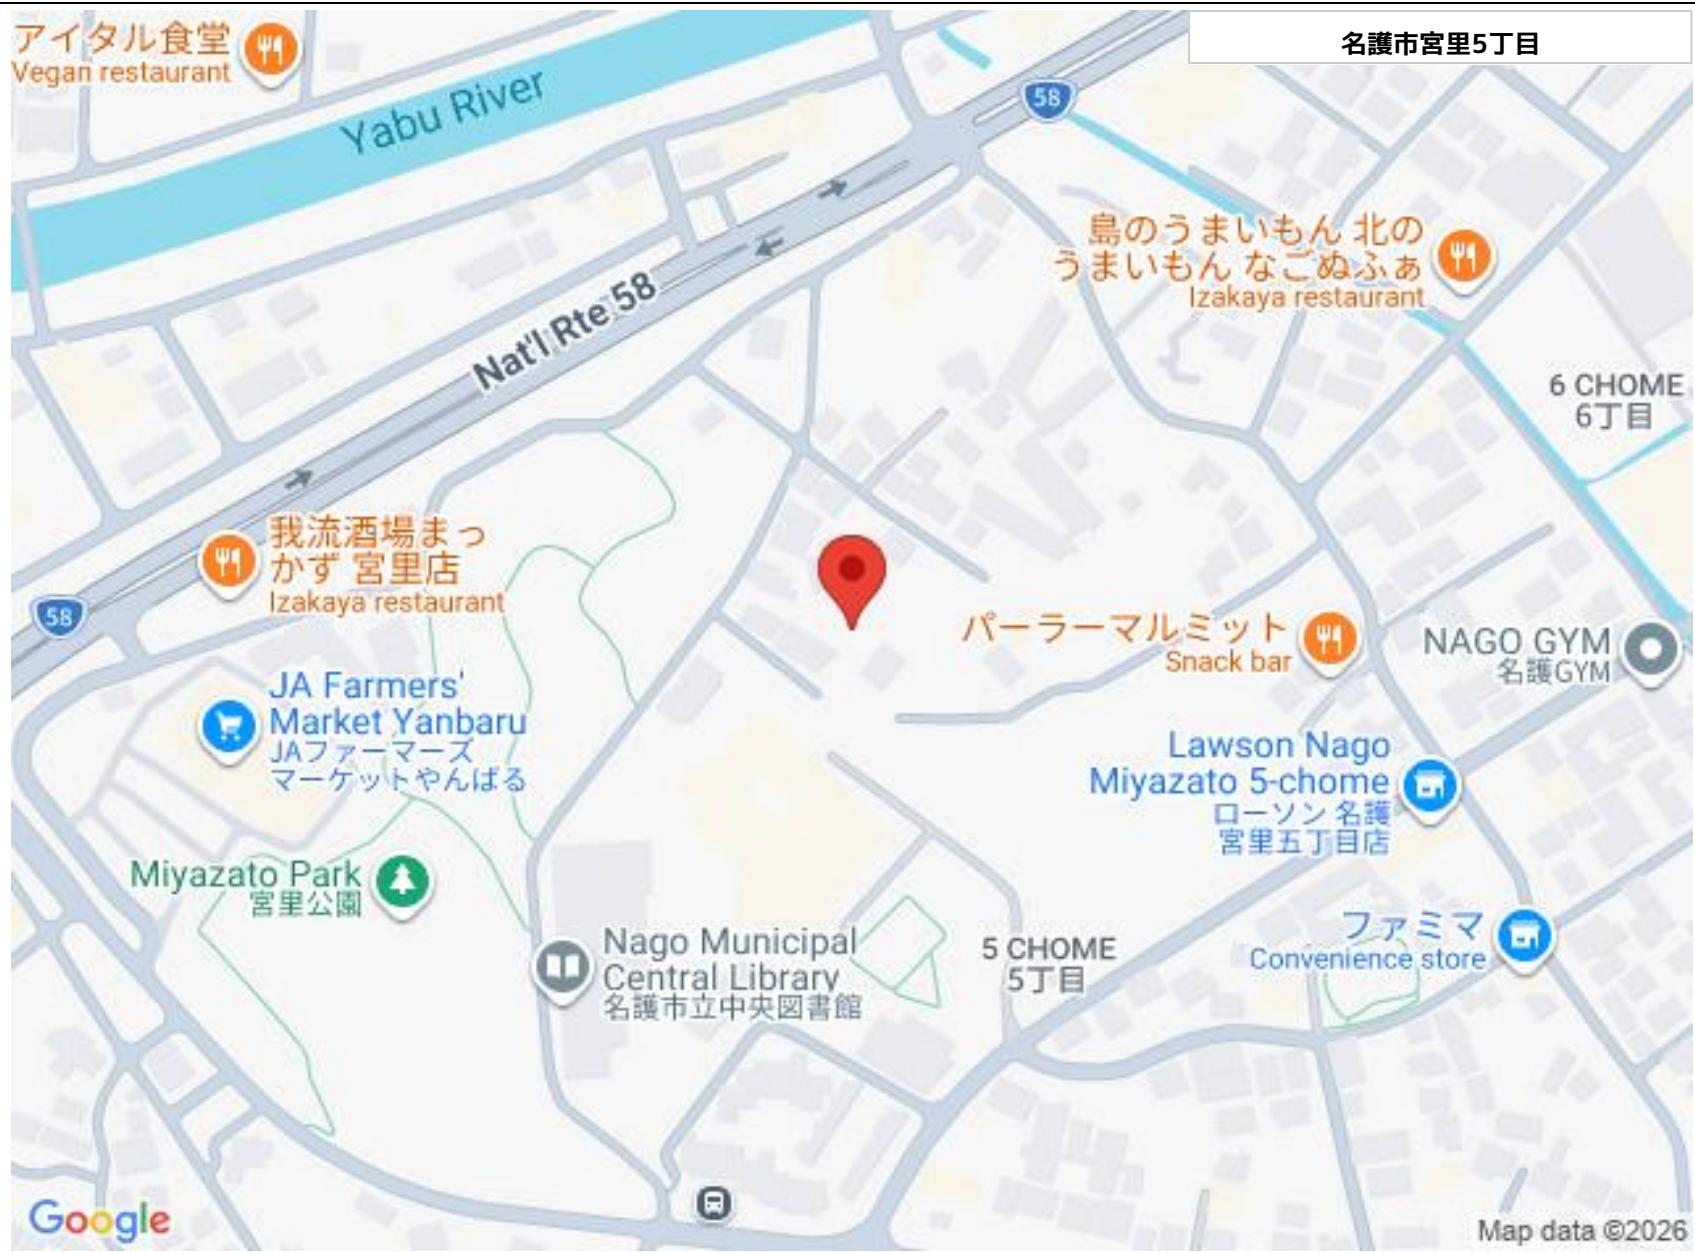 名護市宮里5丁目
アイタル食堂
Vegan restaurant
Yabu River
58
島のうまいもん 北の
うまいもん なごぬふぁ
Izakaya restaurant
Nat'l Rte 58
6 CHOME
6丁目
我流酒場まっ
かず 宮里店
Izakaya restaurant
58
パーラーマルミット
Snack bar
NAGO GYM
名護GYM
JA Farmers'
Market Yanbaru
JAファーマーズ
マーケットやんばる
Lawson Nago
Miyazato 5-chome
ローソン 名護
宮里五丁目店
Miyazato Park
宮里公園
ファミマ
Convenience store
Nago Municipal
Central Library
名護市立中央図書館
5 CHOME
5丁目
Google
Map data ©2026